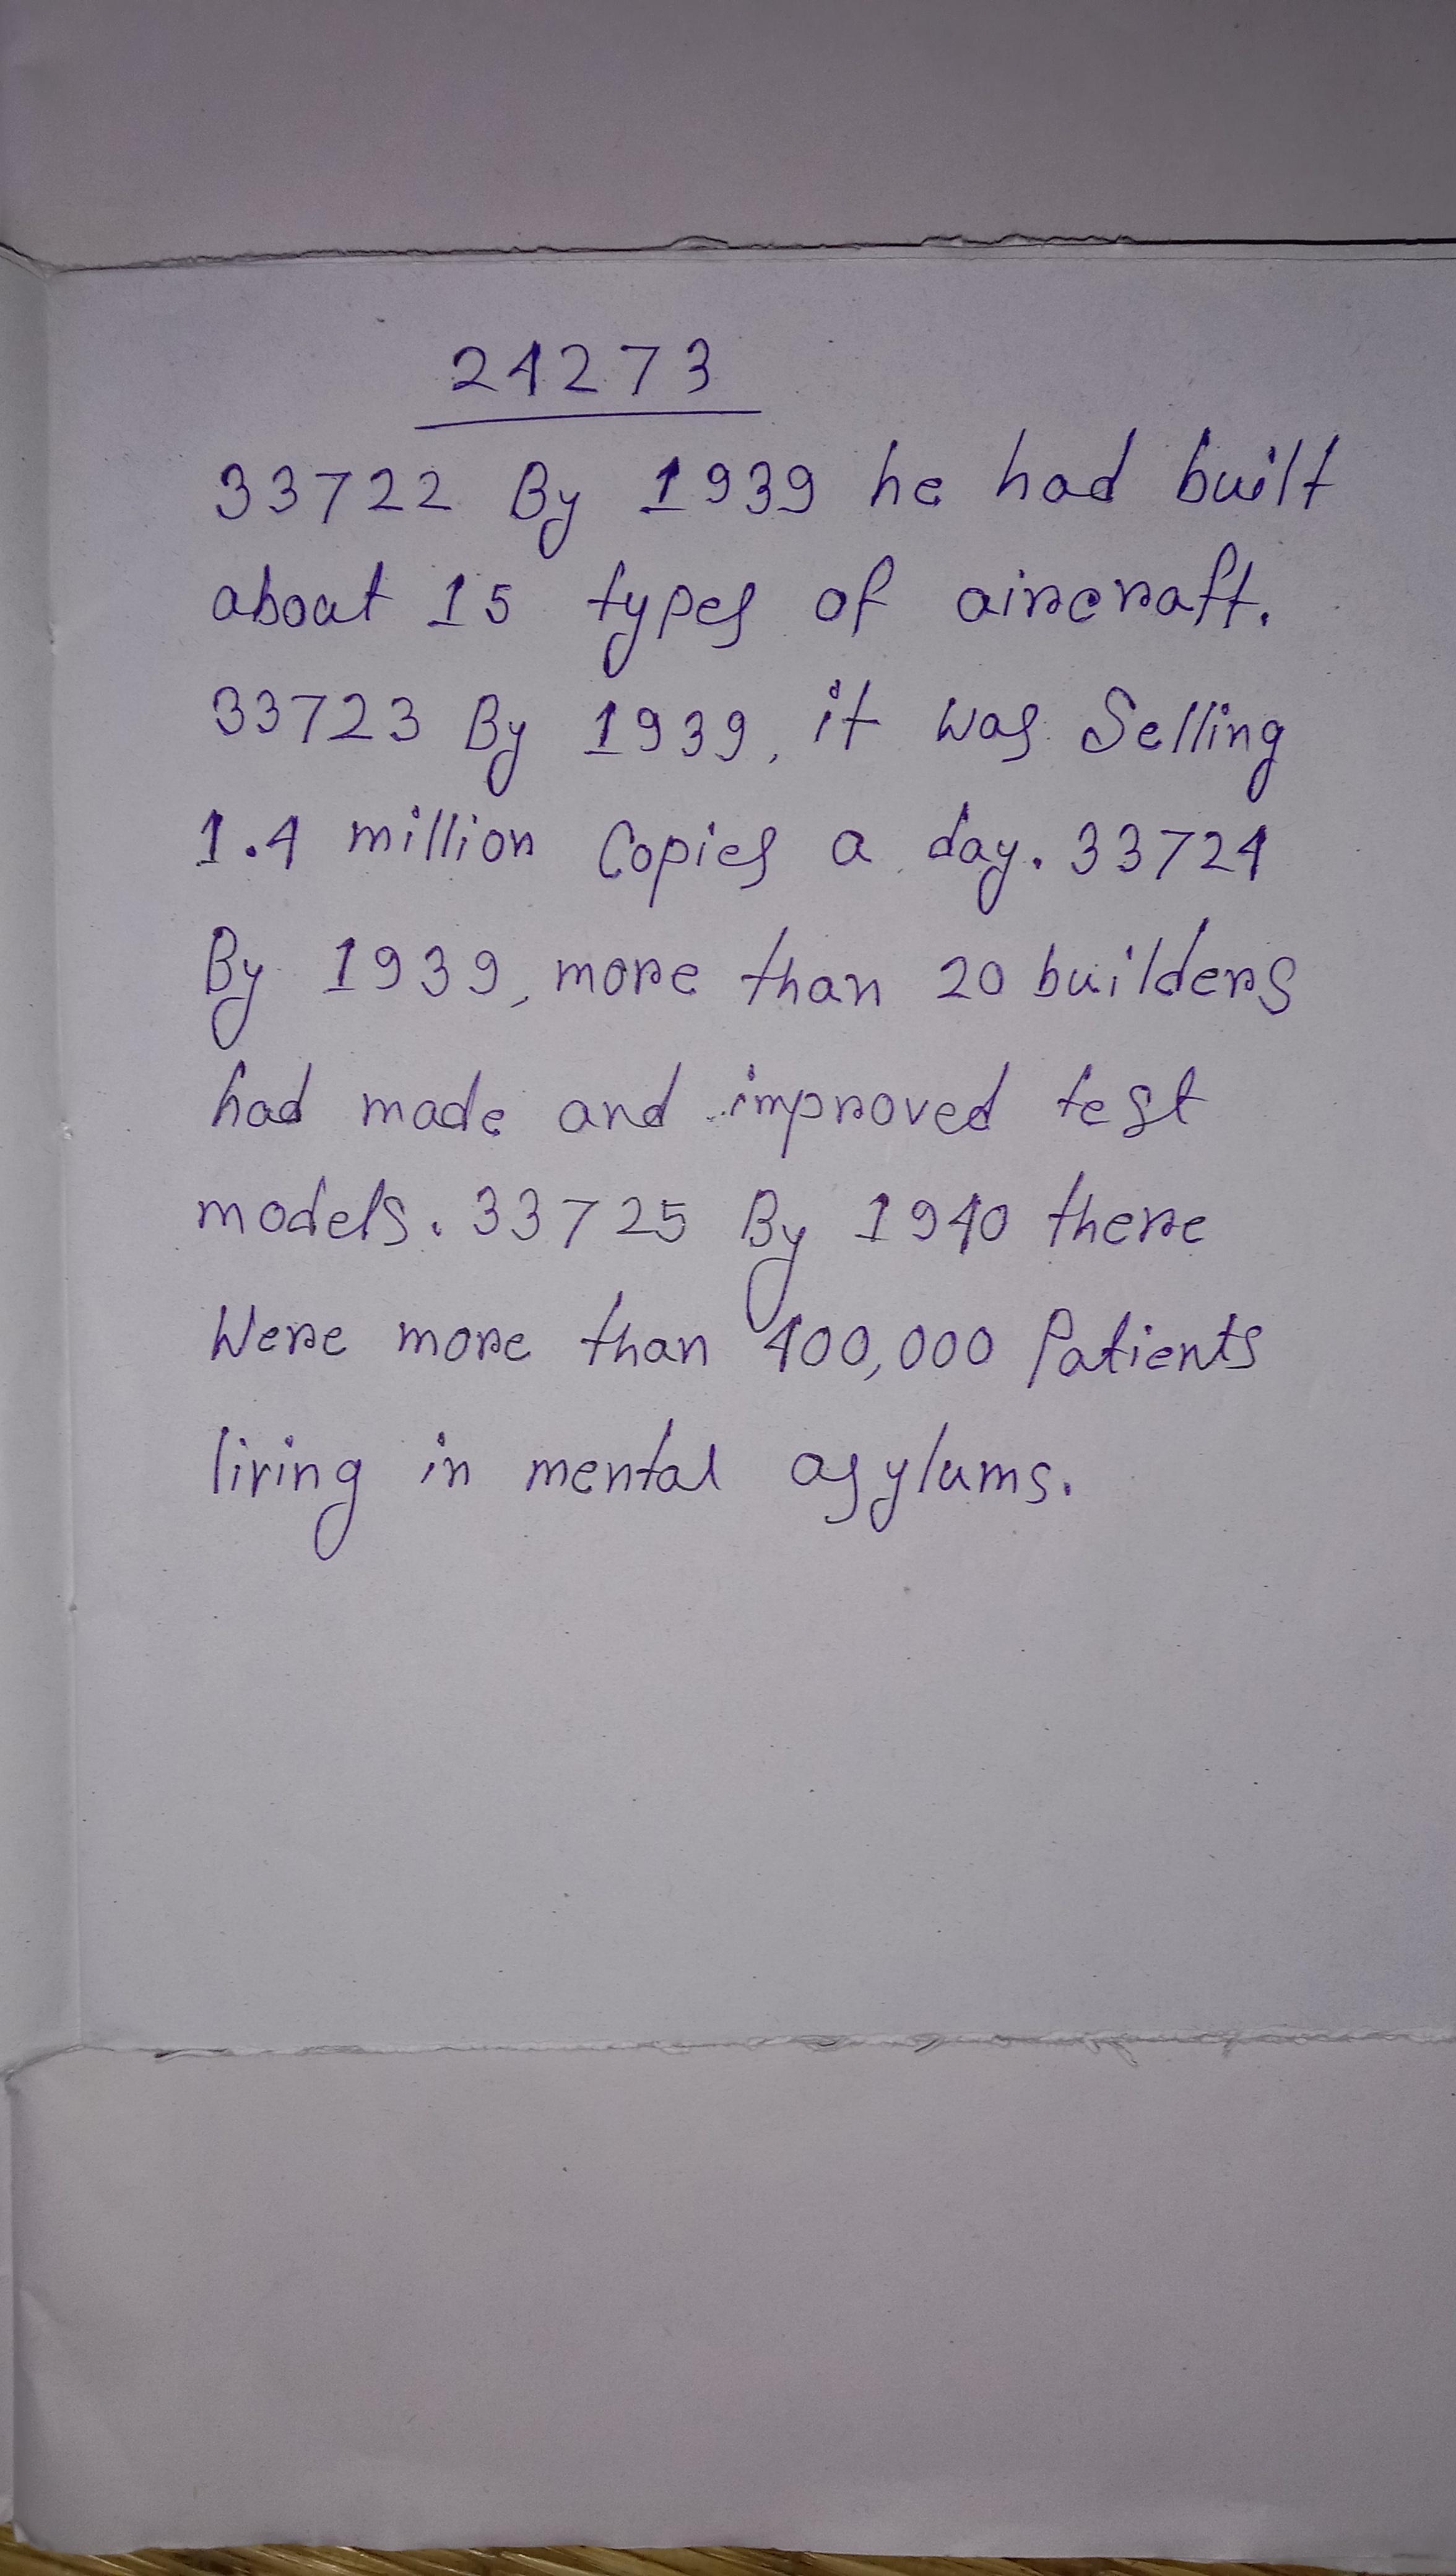 24273
33722 By 1939 he had built
about 15 types of aircraft.
33723 By 1939, it was Selling
1.4 million Copies a day. 33724
By 1939, more than 20 builders
had made and improved test
models. 33725 By 1940 there
Were more than 400,000 Patients
living in mental asylums.